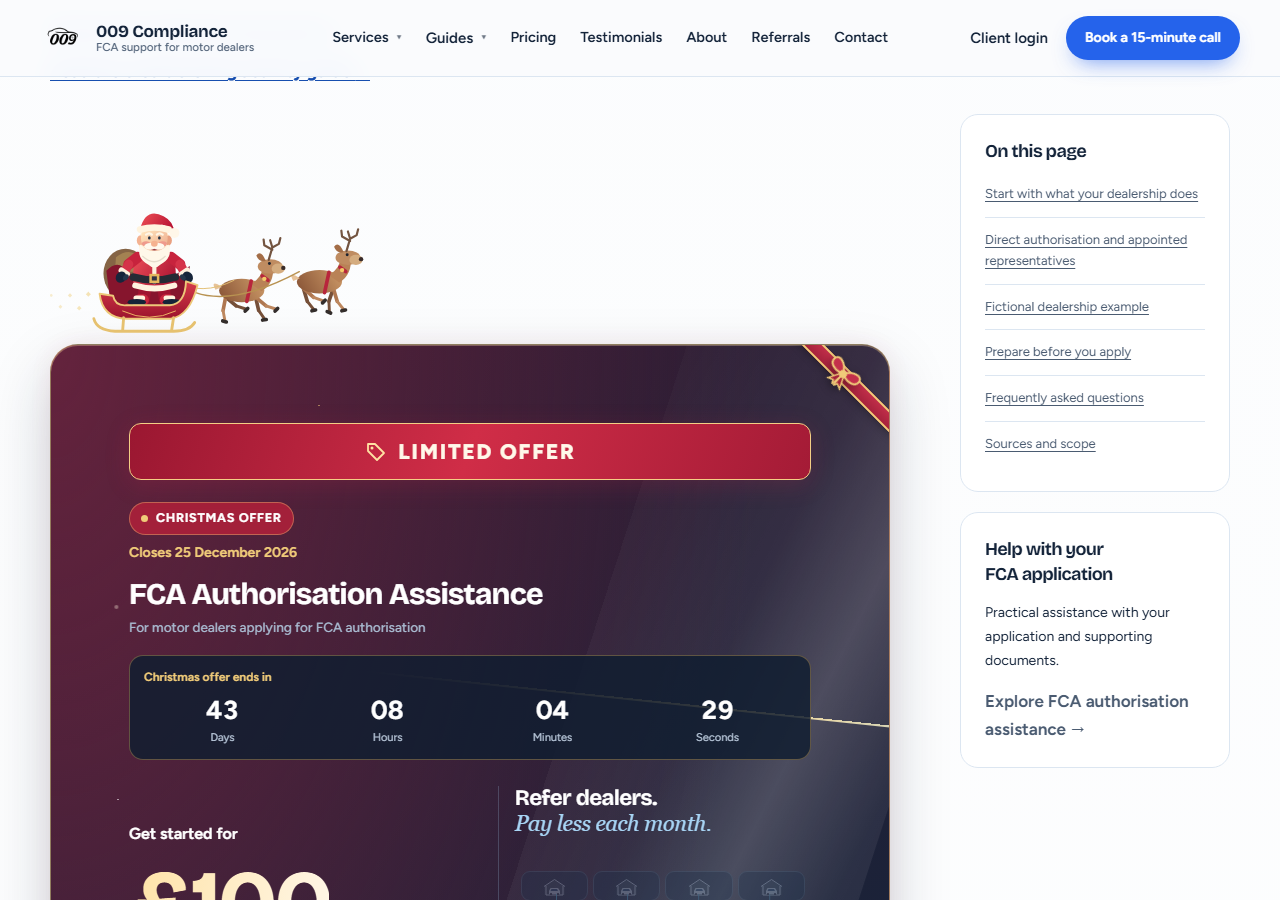 009
009 Compliance
FCA support for motor dealers
Services
Guides
Pricing
Testimonials
About
Referrals
Contact
Client login
Book a 15-minute call
On this page
Start with what your dealership does
Direct authorisation and appointed
representatives
Fictional dealership example
Prepare before you apply
Frequently asked questions
Sources and scope
Help with your
FCA application
Practical assistance with your
application and supporting
documents.
Explore FCA authorisation
assistance →
LIMITED OFFER
CHRISTMAS OFFER
Closes 25 December 2026
FCA Authorisation Assistance
For motor dealers applying for FCA authorisation
Christmas offer ends in
43 08 04 29
Days Hours Minutes Seconds
Get started for
£100
Refer dealers.
Pay less each month.